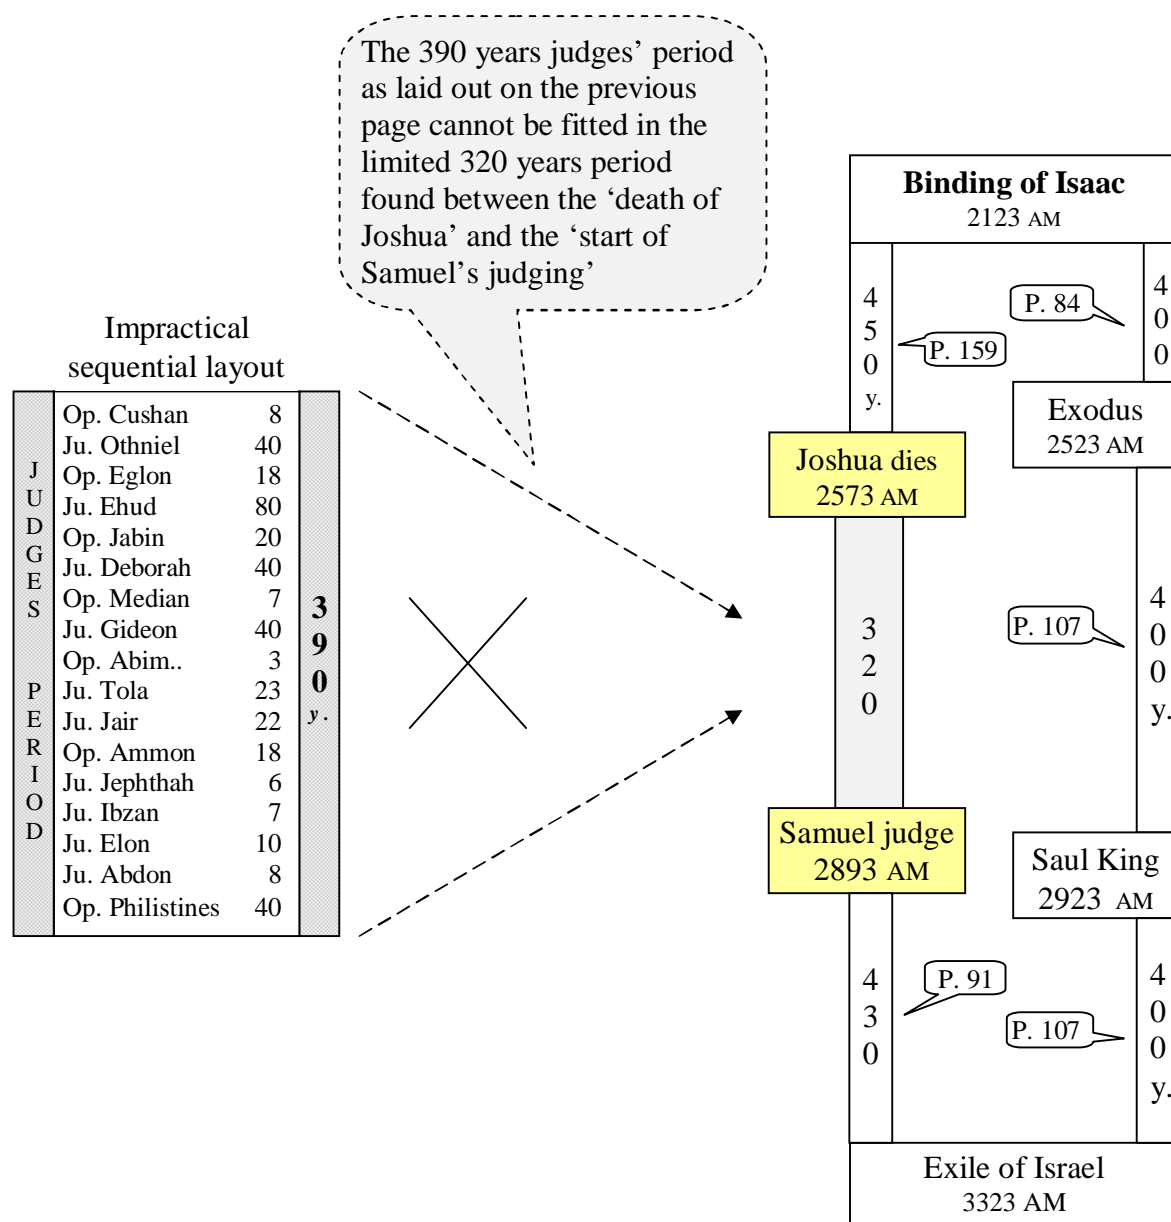 The 390 years judges’ period
as laid out on the previous
page cannot be fitted in the
limited 320 years period
found between the ‘death of
Joshua’ and the ‘start of
Samuel’s judging’
Impractical
sequential layout
JUDGES PERIOD
Op. Cushan 8
Ju. Othniel 40
Op. Eglon 18
Ju. Ehud 80
Op. Jabin 20
Ju. Deborah 40
Op. Median 7
Ju. Gideon 40
Op. Abim.. 3
Ju. Tola 23
Ju. Jair 22
Op. Ammon 18
Ju. Jephthah 6
Ju. Ibzan 7
Ju. Elon 10
Ju. Abdon 8
Op. Philistines 40
390 y.
Binding of Isaac
2123 AM
450 y.
P. 159
P. 84
400
Joshua dies
2573 AM
Exodus
2523 AM
320
P. 107
400 y.
Samuel judge
2893 AM
Saul King
2923 AM
430
P. 91
P. 107
400 y.
Exile of Israel
3323 AM